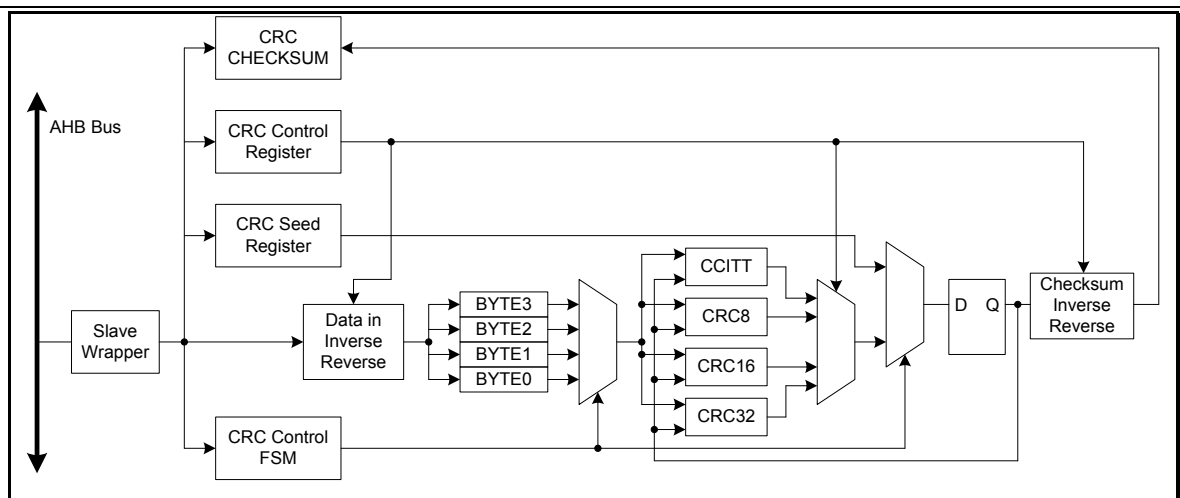 CRC
CHECKSUM
AHB Bus
CRC Control
Register
CRC Seed
Register
CCITT
BYTE3
BYTE2
BYTE1
BYTE0
CRC8
CRC16
CRC32
D Q
Checksum
Inverse
Reverse
Slave
Wrapper
Data in
Inverse
Reverse
CRC Control
FSM